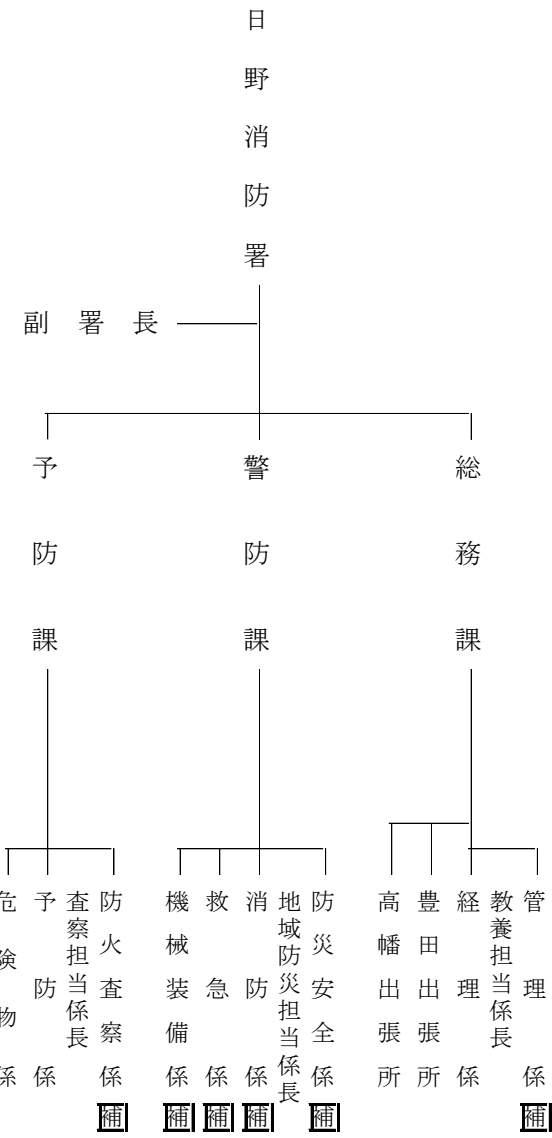 日野消防署
副署長
総務課
警防課
予防課
管理係 補
教養担当係長
経理係
豊田出張所
高幡出張所
防災安全係 補
地域防災担当係長
消防係 補
救急係 補
機械装備係 補
防火査察係 補
査察担当係長
予防係
危険物係